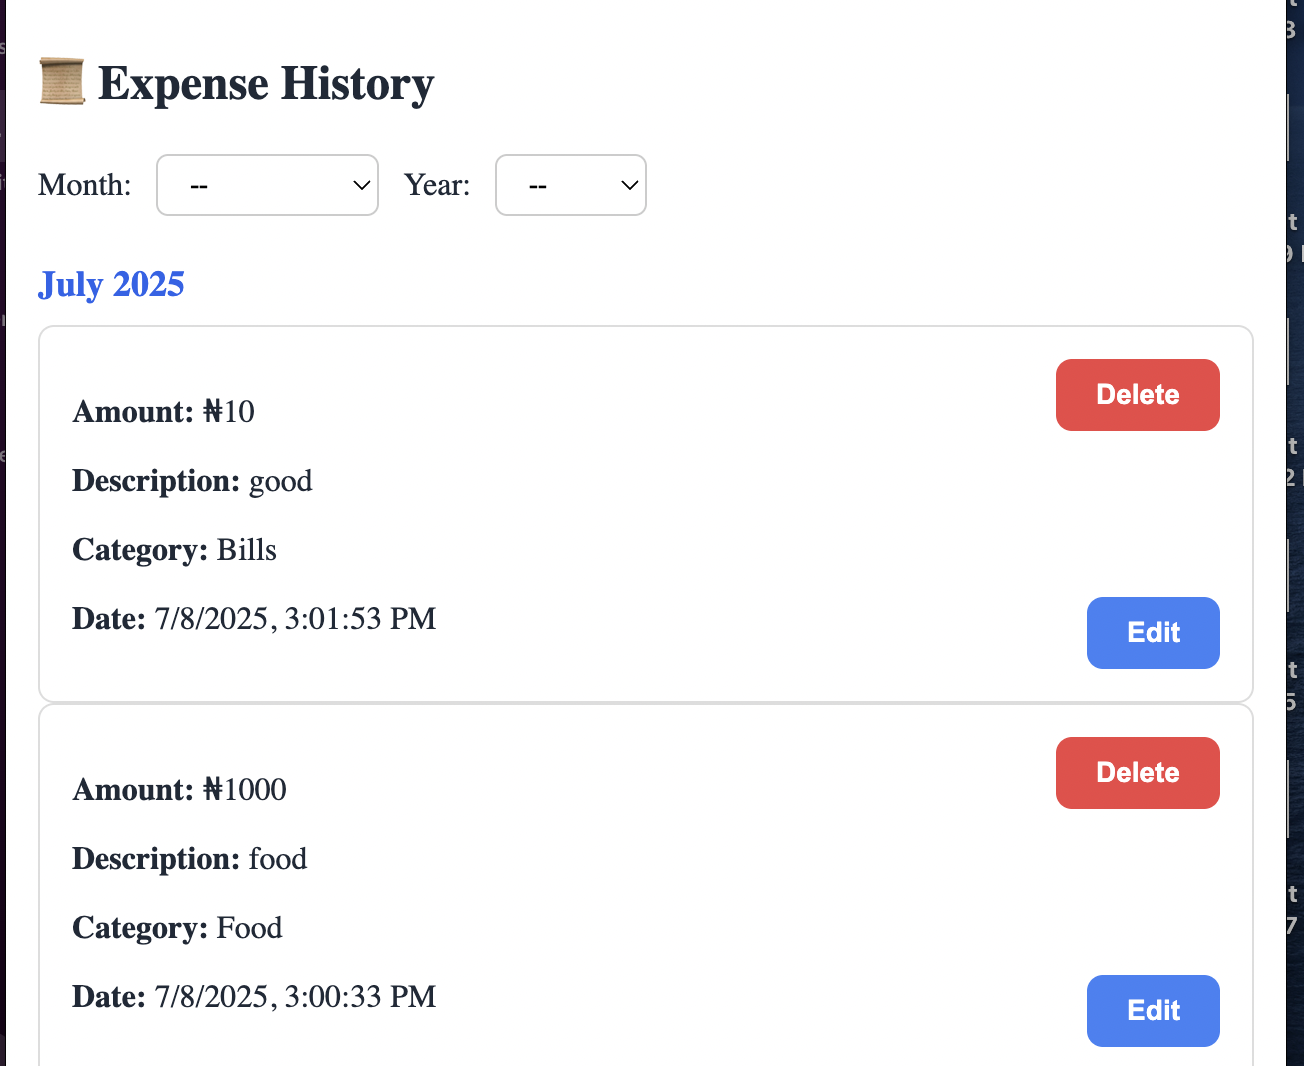 Expense History
Month: -- Year: --
July 2025
Delete
Amount: ₦10
Description: good
Category: Bills
Date: 7/8/2025, 3:01:53 PM
Edit
Delete
Amount: ₦1000
Description: food
Category: Food
Date: 7/8/2025, 3:00:33 PM
Edit